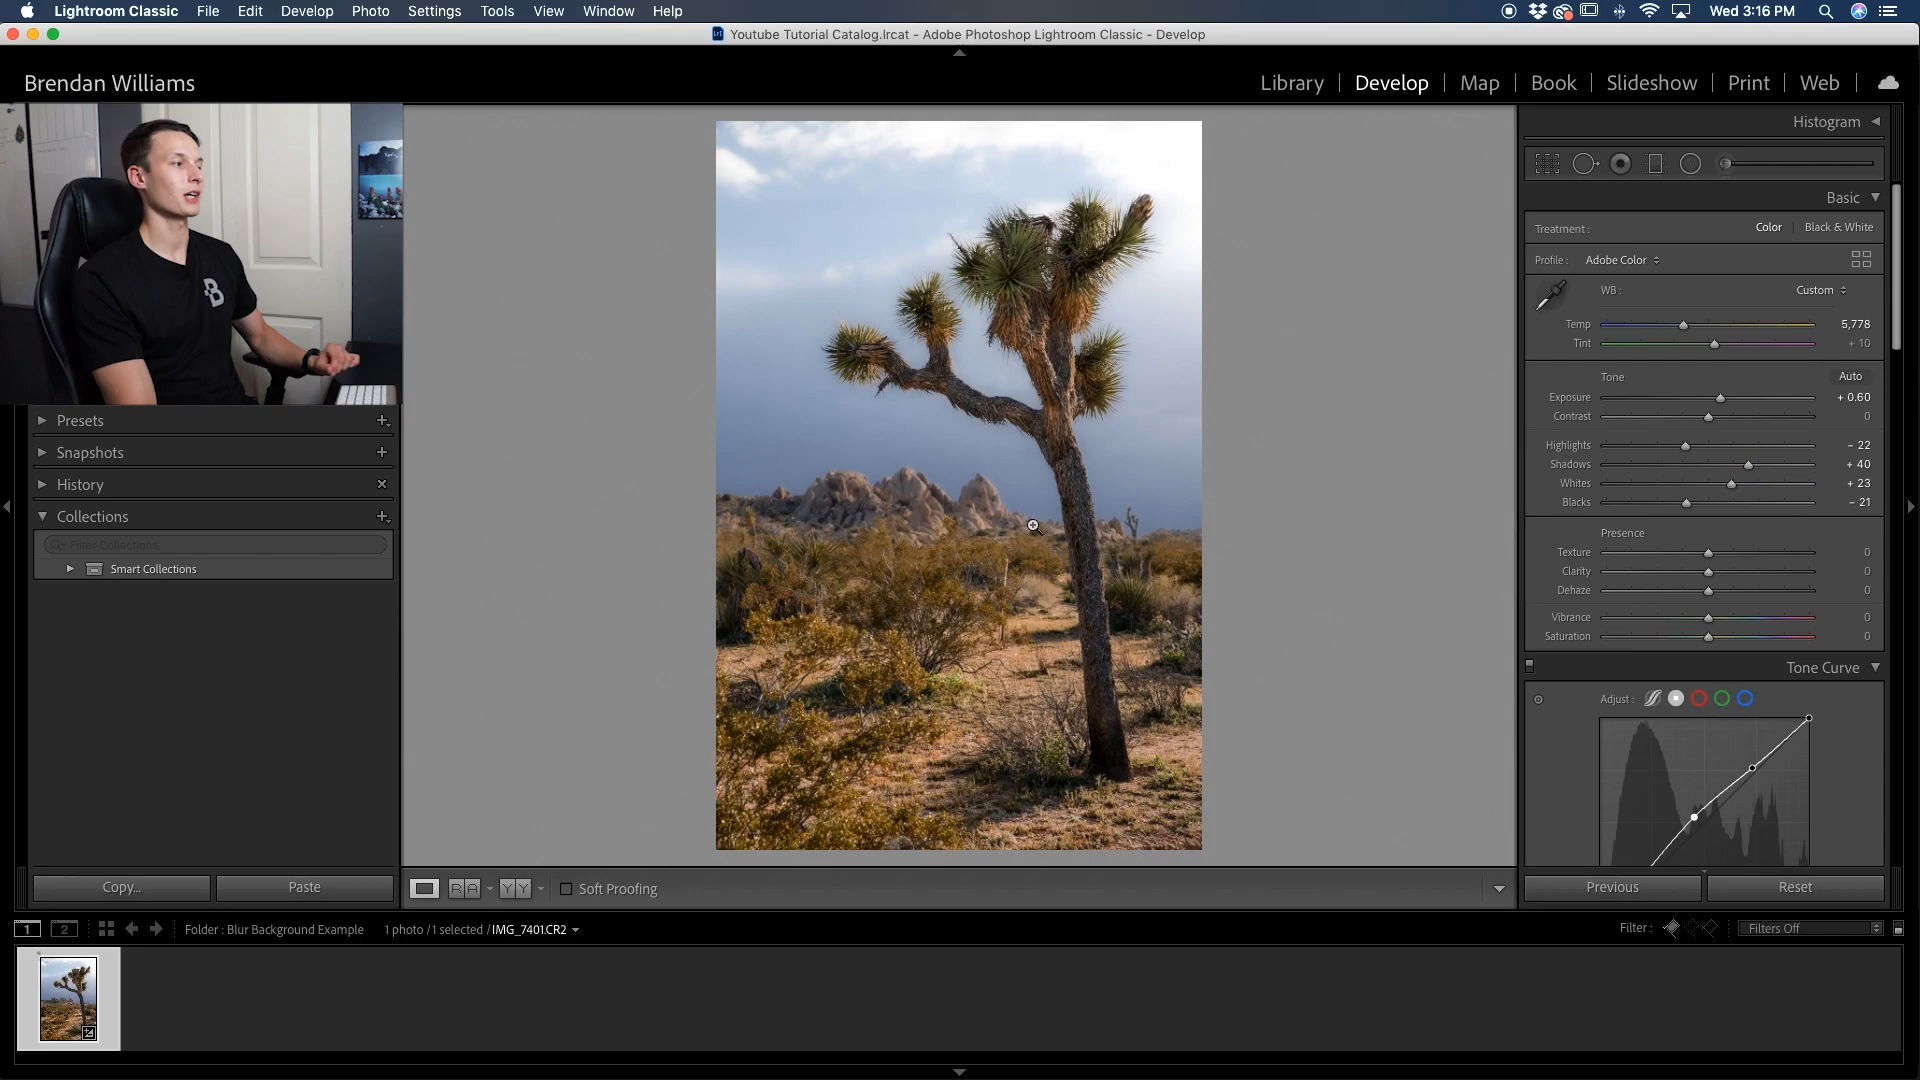 Lightroom Classic File Edit Develop Photo Settings Tools View Window Help Wed 3:16 PM
Youtube Tutorial Catalog.lrcat - Adobe Photoshop Lightroom Classic - Develop
Brendan Williams
Library | Develop | Map | Book | Slideshow | Print | Web |
Histogram
Basic
Treatment : Color Black & White
Profile : Adobe Color
WB : Custom
Temp 5,778
Tint + 10
Tone Auto
Exposure + 0.60
Contrast 0
Highlights - 22
Shadows + 40
Whites + 23
Blacks - 21
Presence
Texture 0
Clarity 0
Dehaze 0
Vibrance 0
Saturation 0
Tone Curve
Adjust :
Previous Reset
B
Presets
Snapshots
History
Collections
Filter Collections
Smart Collections
Copy... Paste
R A Y Y Soft Proofing
1 2 Folder : Blur Background Example 1 photo / 1 selected / IMG_7401.CR2 Filter : Filters Off